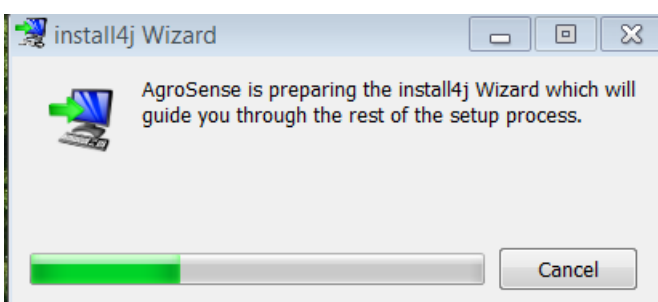 install4j Wizard
AgroSense is preparing the install4j Wizard which will
guide you through the rest of the setup process.
Cancel